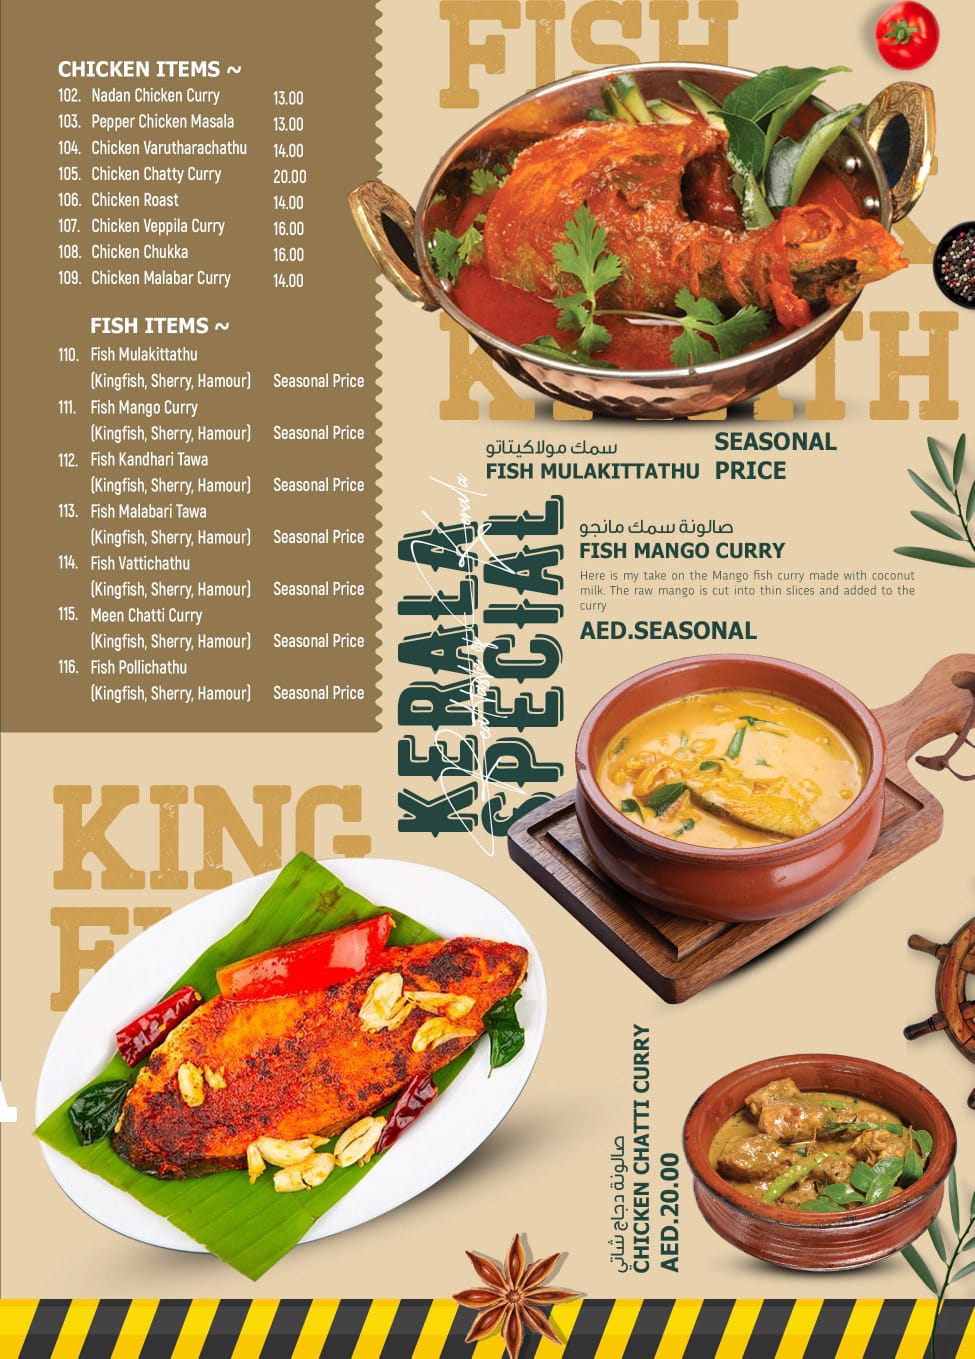 CHICKEN ITEMS ~
102. Nadan Chicken Curry 13.00
103. Pepper Chicken Masala 13.00
104. Chicken Varutharachathu 14.00
105. Chicken Chatty Curry 20.00
106. Chicken Roast 14.00
107. Chicken Veppila Curry 16.00
108. Chicken Chukka 16.00
109. Chicken Malabar Curry 14.00
FISH ITEMS ~
110. Fish Mulakittathu
(Kingfish, Sherry, Hamour) Seasonal Price
111. Fish Mango Curry
(Kingfish, Sherry, Hamour) Seasonal Price
112. Fish Kandhari Tawa
(Kingfish, Sherry, Hamour) Seasonal Price
113. Fish Malabari Tawa
(Kingfish, Sherry, Hamour) Seasonal Price
114. Fish Vattichathu
(Kingfish, Sherry, Hamour) Seasonal Price
115. Meen Chatti Curry
(Kingfish, Sherry, Hamour) Seasonal Price
116. Fish Pollichathu
(Kingfish, Sherry, Hamour) Seasonal Price
FISH
سمك مولاكيتاتو
FISH MULAKITTATHU
SEASONAL
PRICE
صالونة سمك مانجو
FISH MANGO CURRY
Here is my take on the Mango fish curry made with coconut
milk. The raw mango is cut into thin slices and added to the
curry
AED.SEASONAL
KERALA
SPECIAL
Real Taste of Kerala
KING
صالونة دجاج شاتي
CHICKEN CHATTI CURRY
AED.20.00